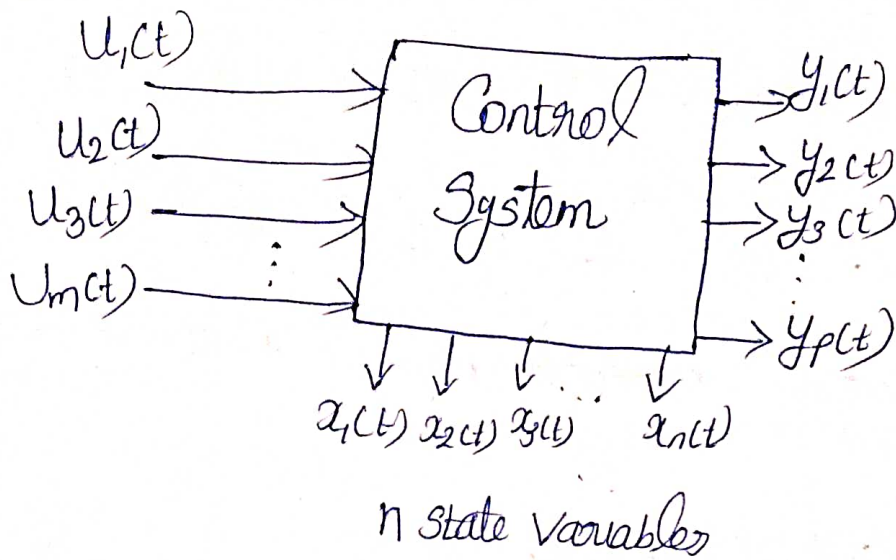 U₁(t)
U₂(t)
U₃(t)
⋮
Um(t)
Control
System
y₁(t)
y₂(t)
y₃(t)
⋮
yp(t)
x₁(t) x₂(t) x₃(t) ... xn(t)
n state variables